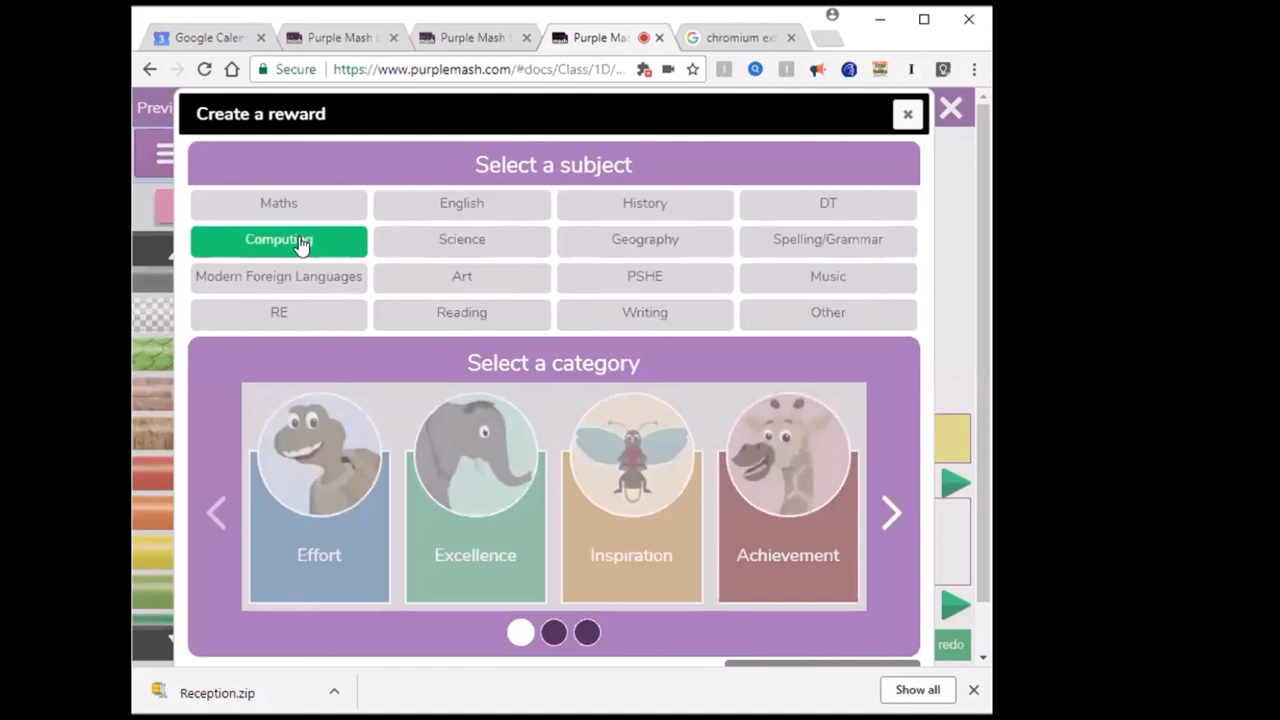 Google Calen
Purple Mash
Purple Mash
Purple Mas
chromium ext
Secure
https://www.purplemash.com/#docs/Class/1D/...
Previ
Create a reward
Select a subject
Maths
English
History
DT
Computing
Science
Geography
Spelling/Grammar
Modern Foreign Languages
Art
PSHE
Music
RE
Reading
Writing
Other
Select a category
Effort
Excellence
Inspiration
Achievement
redo
Reception.zip
Show all